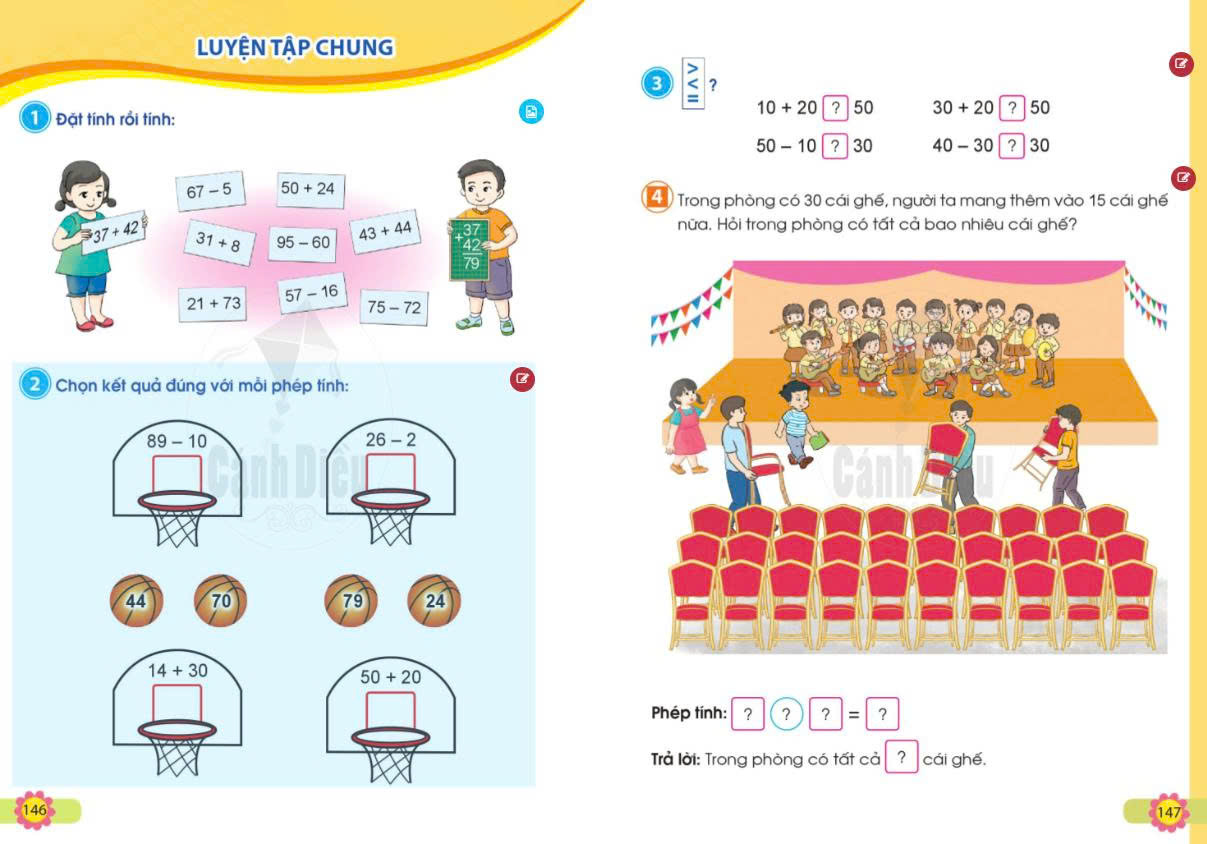 LUYỆN TẬP CHUNG
1 Đặt tính rồi tính:
37 + 42
67 – 5
50 + 24
31 + 8
95 – 60
43 + 44
21 + 73
57 – 16
75 – 72
37
+
42
79
2 Chọn kết quả đúng với mỗi phép tính:
89 – 10
26 – 2
Cánh Diều
44
70
79
24
14 + 30
50 + 20
146
3 > < = ?
10 + 20 ? 50
30 + 20 ? 50
50 – 10 ? 30
40 – 30 ? 30
4 Trong phòng có 30 cái ghế, người ta mang thêm vào 15 cái ghế
nữa. Hỏi trong phòng có tất cả bao nhiêu cái ghế?
Cánh Diều
Phép tính: ? ? ? = ?
Trả lời: Trong phòng có tất cả ? cái ghế.
147